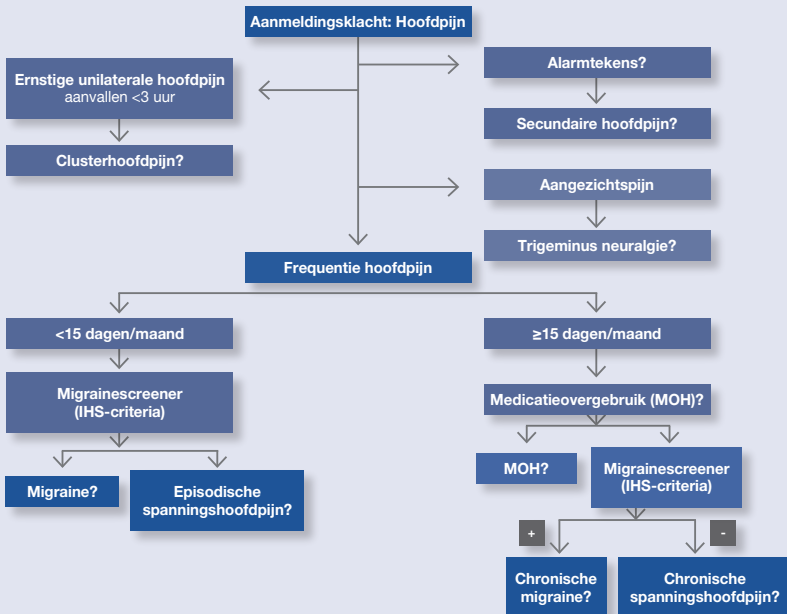 Aanmeldingsklacht: Hoofdpijn
Ernstige unilaterale hoofdpijn
aanvallen <3 uur
Clusterhoofdpijn?
Alarmtekens?
Secundaire hoofdpijn?
Aangezichtspijn
Trigeminus neuralgie?
Frequentie hoofdpijn
<15 dagen/maand
Migrainescreener
(IHS-criteria)
Migraine?
Episodische
spanningshoofdpijn?
≥15 dagen/maand
Medicatieovergebruik (MOH)?
MOH?
Migrainescreener
(IHS-criteria)
+
-
Chronische
migraine?
Chronische
spanningshoofdpijn?